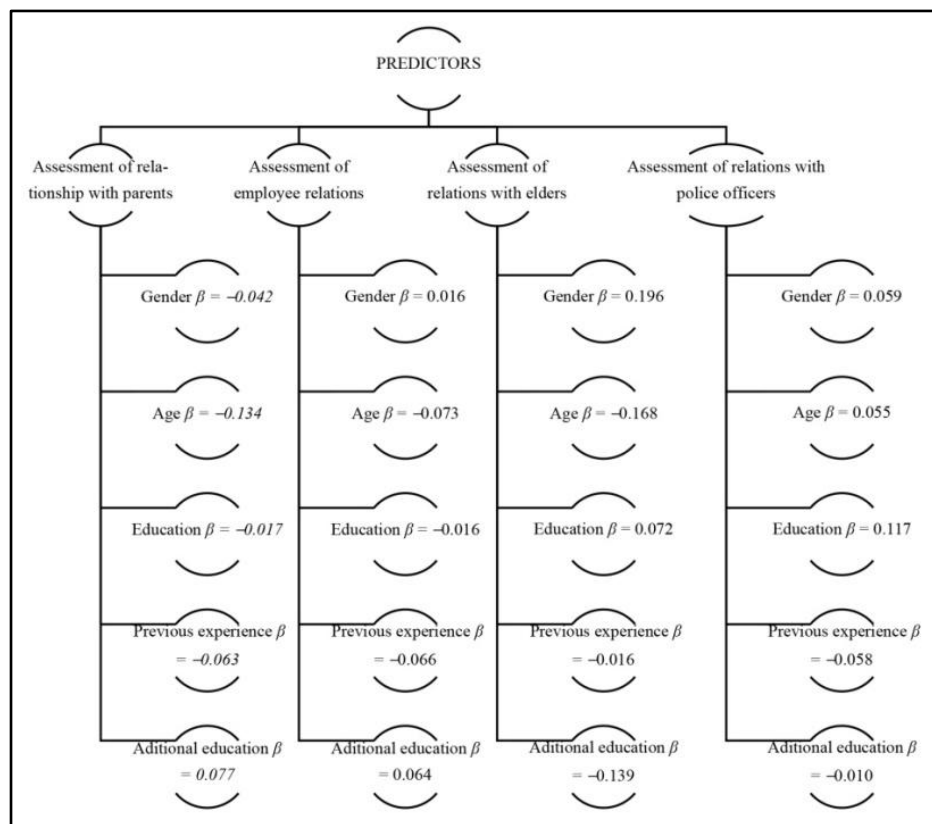 PREDICTORS
Assessment of rela-
tionship with parents
Gender β = –0.042
Age β = –0.134
Education β = –0.017
Previous experience β
= –0.063
Aditional education β
= 0.077
Assessment of
employee relations
Gender β = 0.016
Age β = –0.073
Education β = –0.016
Previous experience β
= –0.066
Aditional education β
= 0.064
Assessment of
relations with elders
Gender β = 0.196
Age β = –0.168
Education β = 0.072
Previous experience β
= –0.016
Aditional education β
= –0.139
Assessment of relations with
police officers
Gender β = 0.059
Age β = 0.055
Education β = 0.117
Previous experience β
= –0.058
Aditional education β
= –0.010